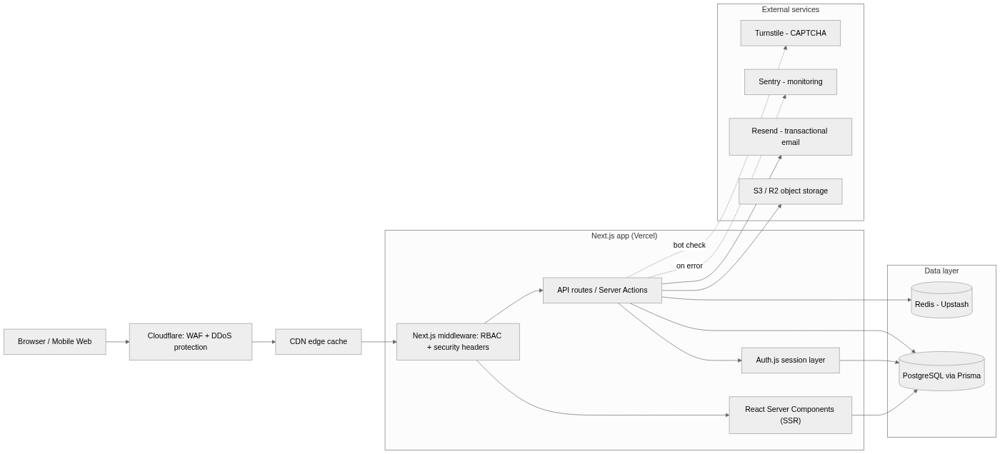 External services
Turnstile - CAPTCHA
Sentry - monitoring
Resend - transactional
email
S3 / R2 object storage
Next.js app (Vercel)
bot check
on error
API routes / Server Actions
Data layer
Redis - Upstash
Browser / Mobile Web
Cloudflare: WAF + DDoS
protection
CDN edge cache
Next.js middleware: RBAC
+ security headers
Auth.js session layer
PostgreSQL via Prisma
React Server Components
(SSR)